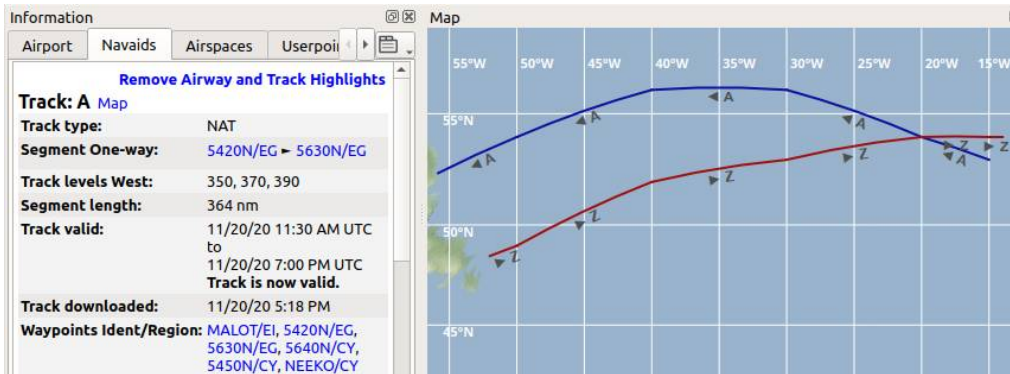 Information
Airport Navaids Airspaces Userpoi
Remove Airway and Track Highlights
Track: A Map
Track type: NAT
Segment One-way: 5420N/EG ► 5630N/EG
Track levels West: 350, 370, 390
Segment length: 364 nm
Track valid: 11/20/20 11:30 AM UTC
to
11/20/20 7:00 PM UTC
Track is now valid.
Track downloaded: 11/20/20 5:18 PM
Waypoints Ident/Region: MALOT/EI, 5420N/EG,
5630N/EG, 5640N/CY,
5450N/CY, NEEKO/CY
Map
55°W 50°W 45°W 40°W 35°W 30°W 25°W 20°W 15°W
◄ A
55°N
◄ A
◄ A
◄ A
► Z
► Z
► Z
◄ A
► Z
► Z
50°N
► Z
45°N